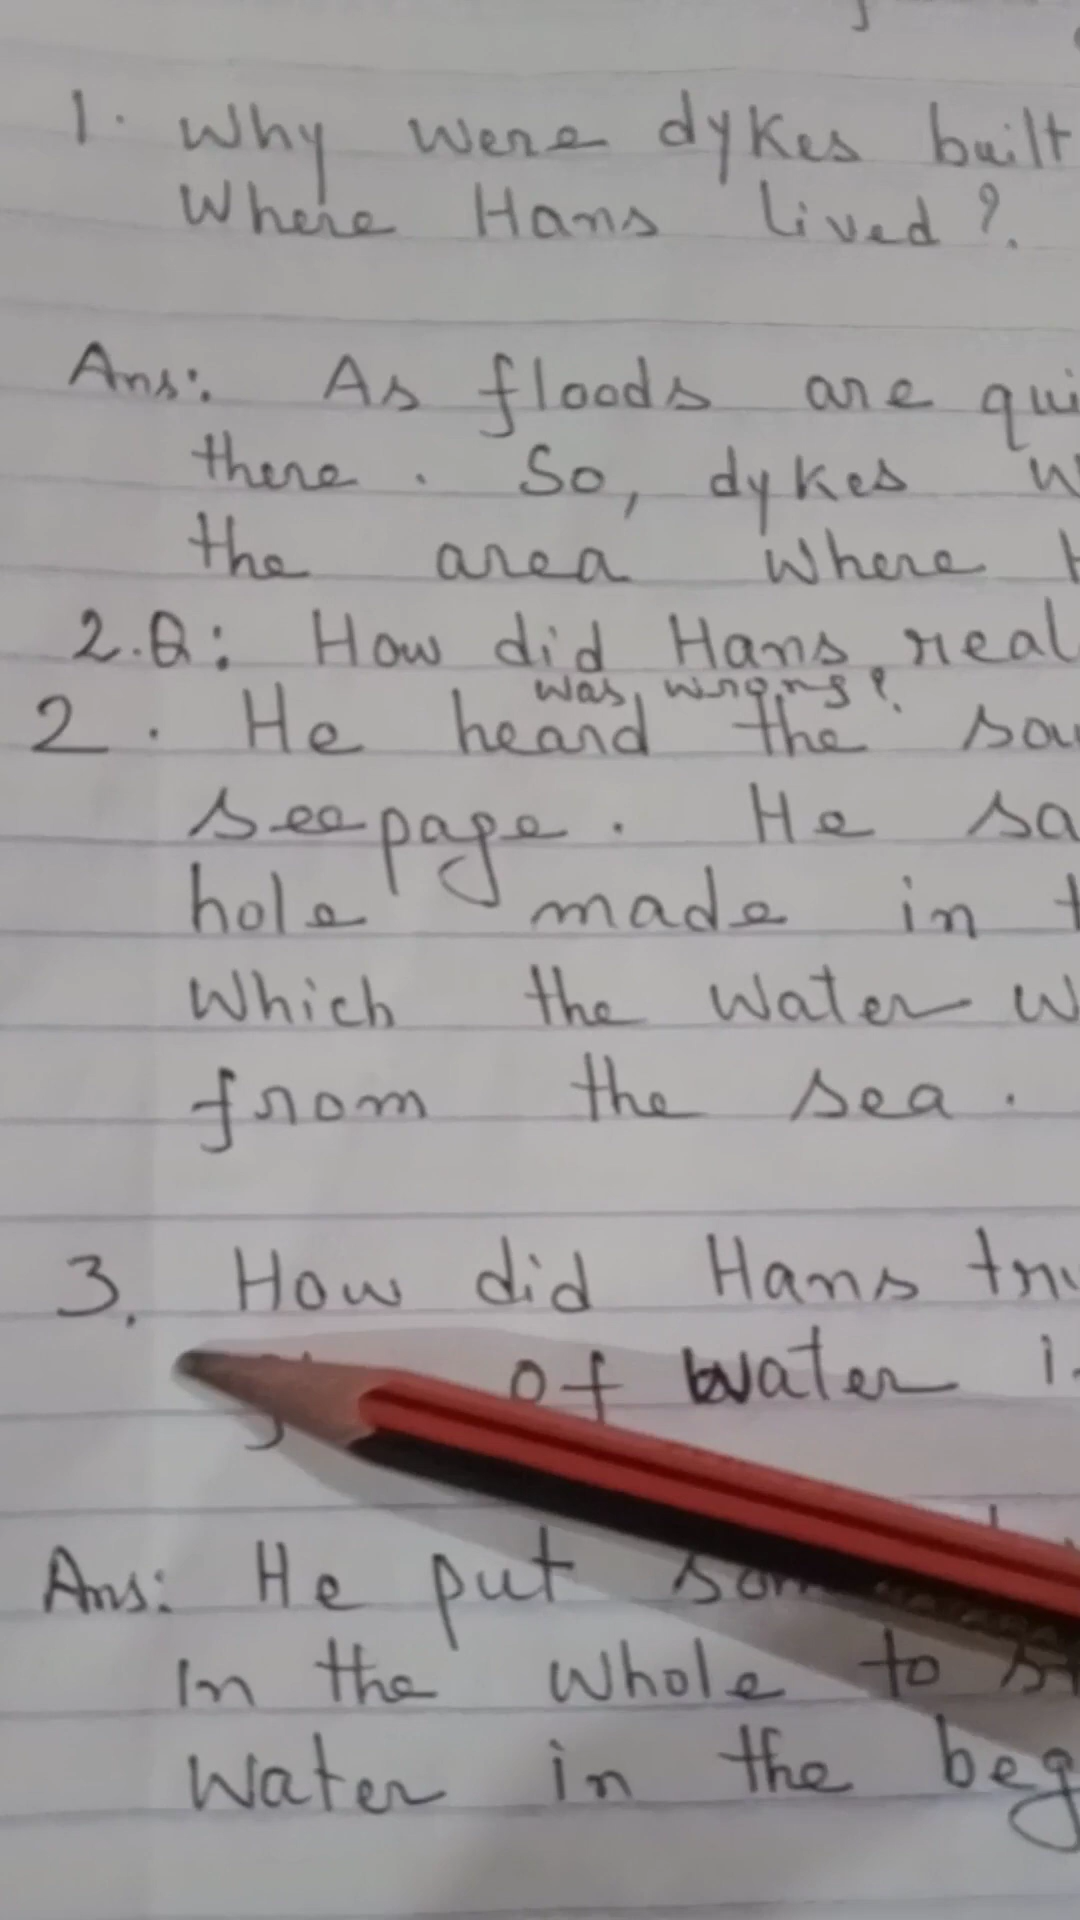 1. Why were dykes built
where Hans lived?
Ans: As floods are
there. So, dykes
the area where
2.Q: How did Hans
was wrong?
2. He heard the
seepage. He
hole made in
which the water
from the sea.
3. How did Hans
of water
Ans: He put
in the whole to
water in the